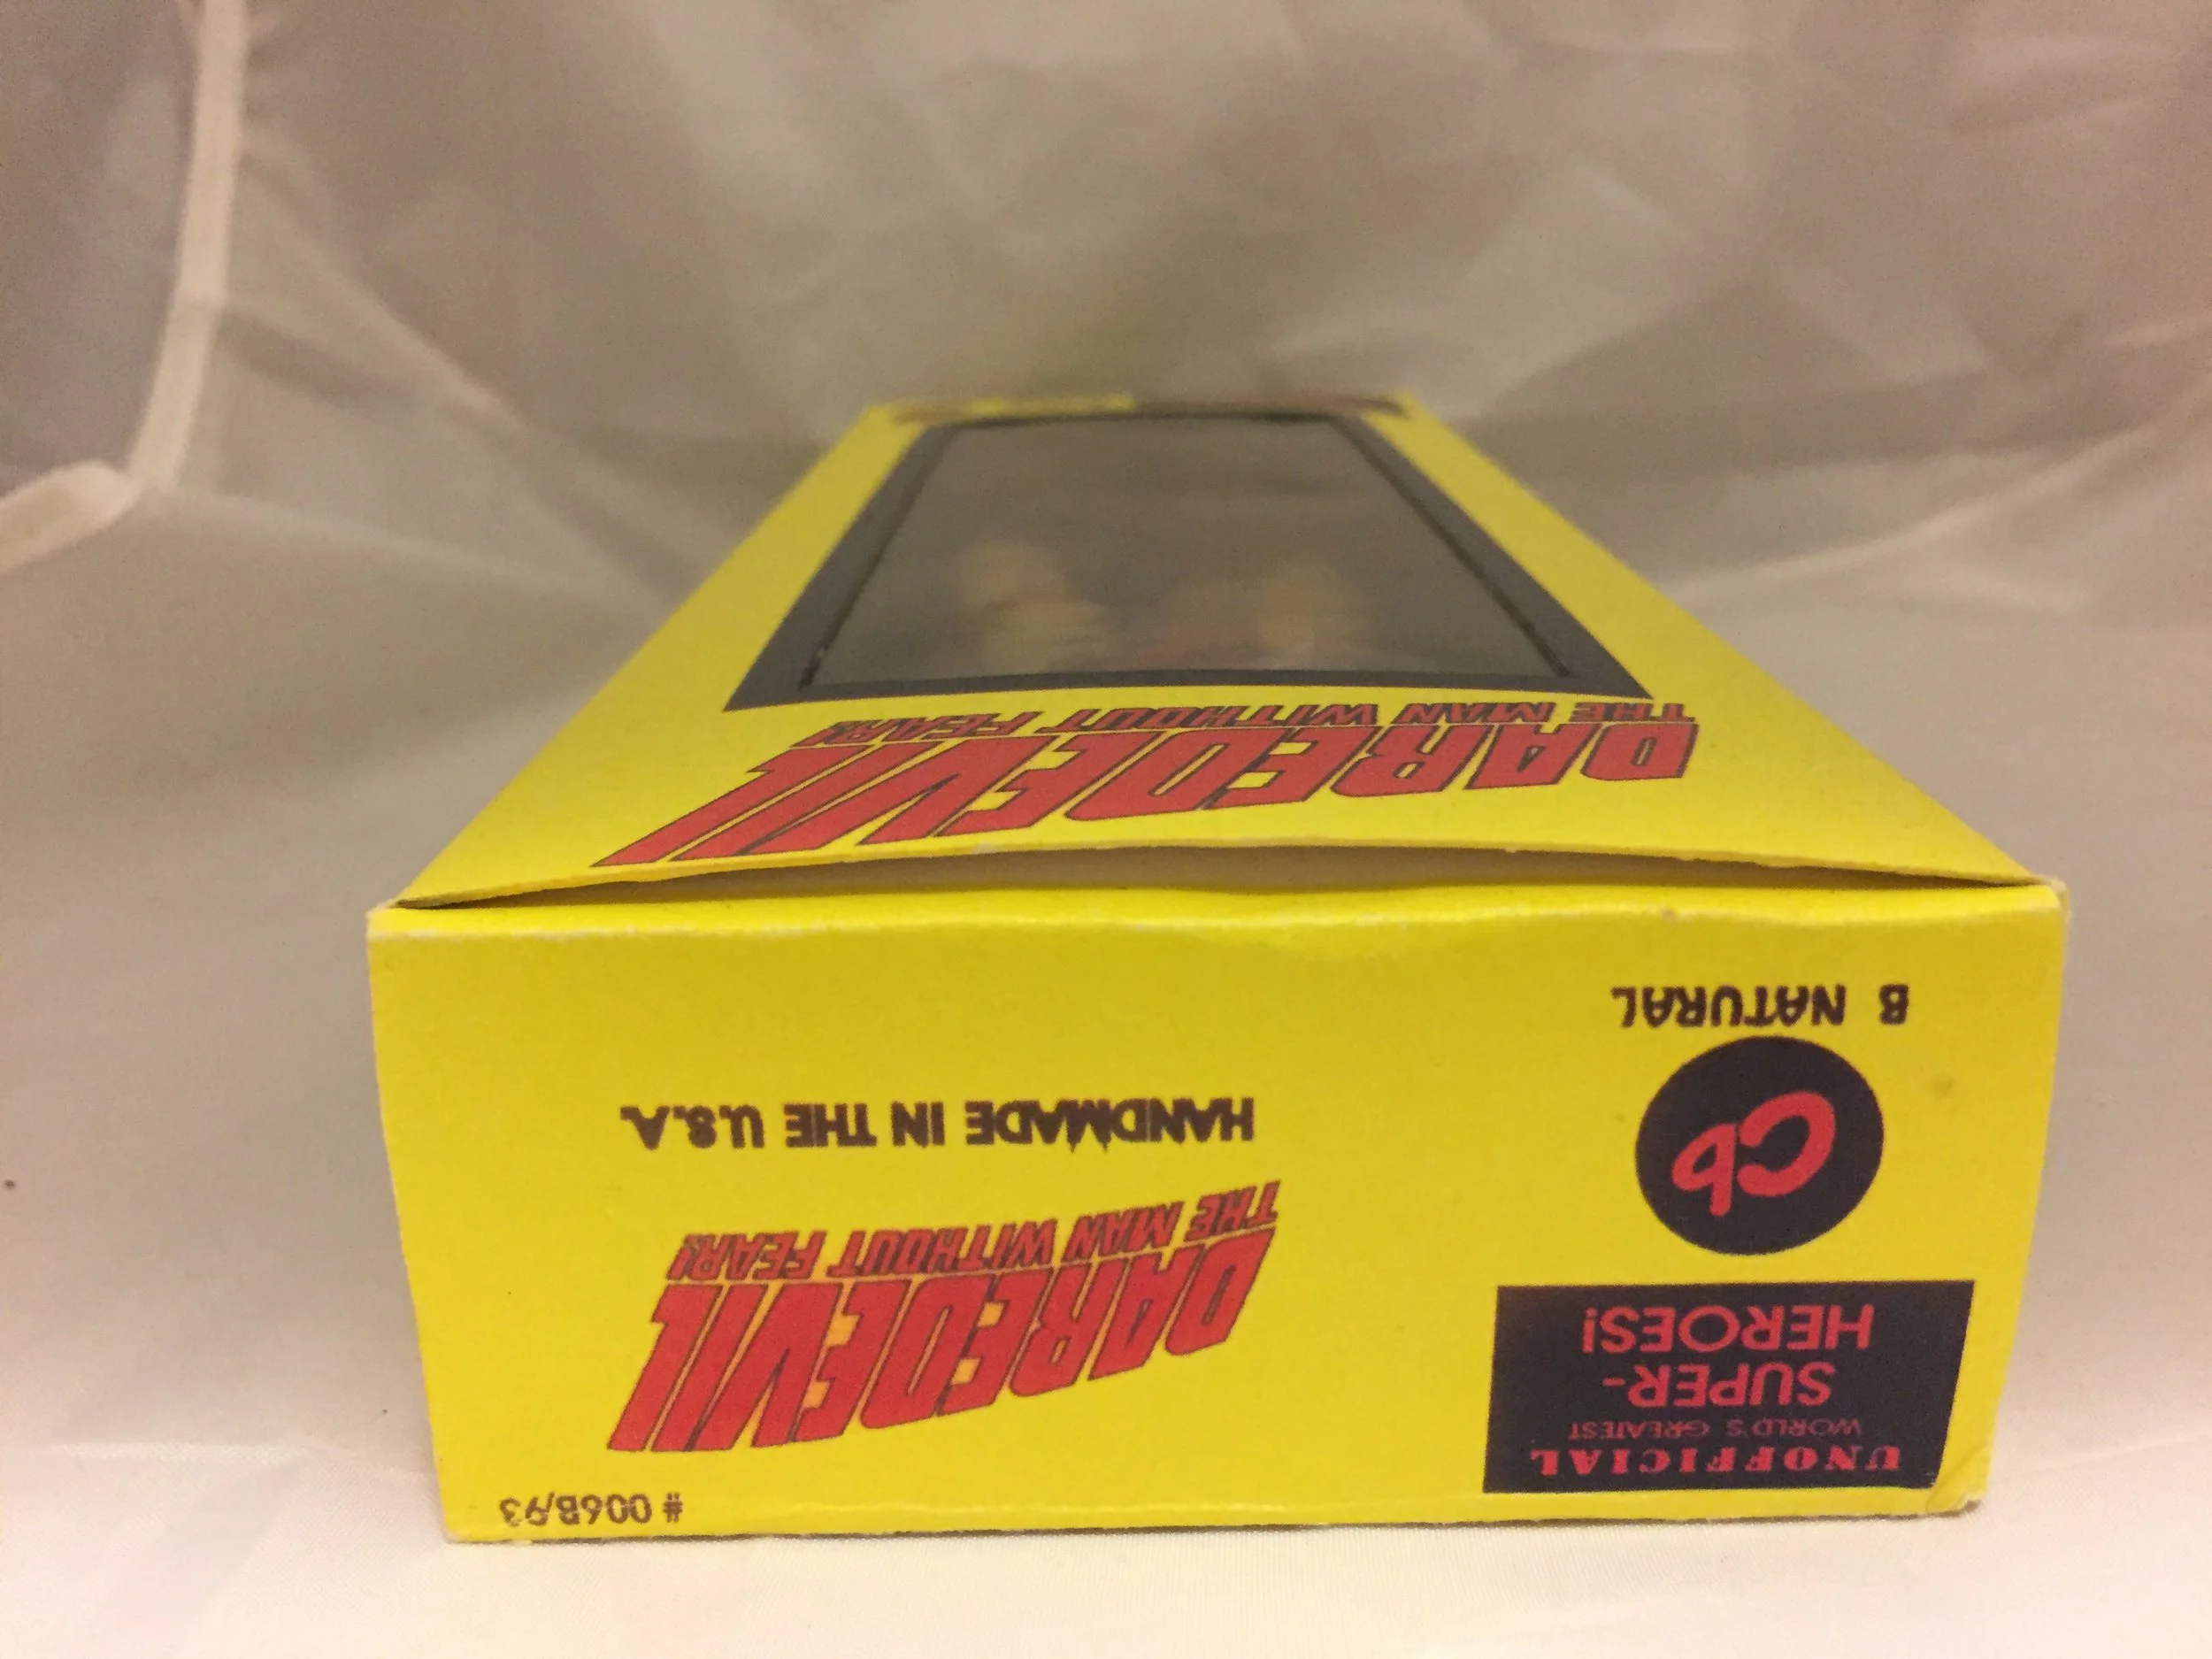 # 006B/93
UNOFFICIAL
WORLD'S GREATEST
SUPER-
HEROES!
Cb
B NATURAL
DAREDEVIL
THE MAN WITHOUT FEAR!
HANDMADE IN THE U.S.A.
DAREDEVIL
THE MAN WITHOUT FEAR!